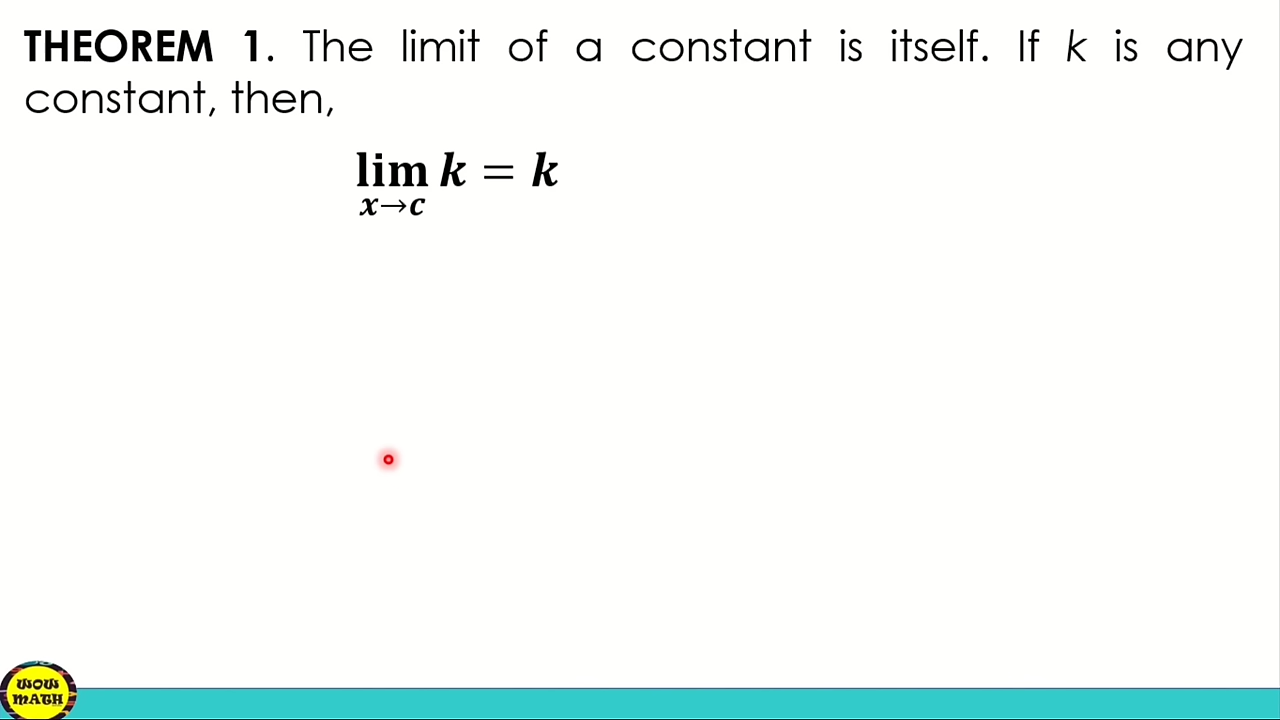 THEOREM 1. The limit of a constant is itself. If k is any
constant, then,
lim k = k
x→c
WOW
MATH